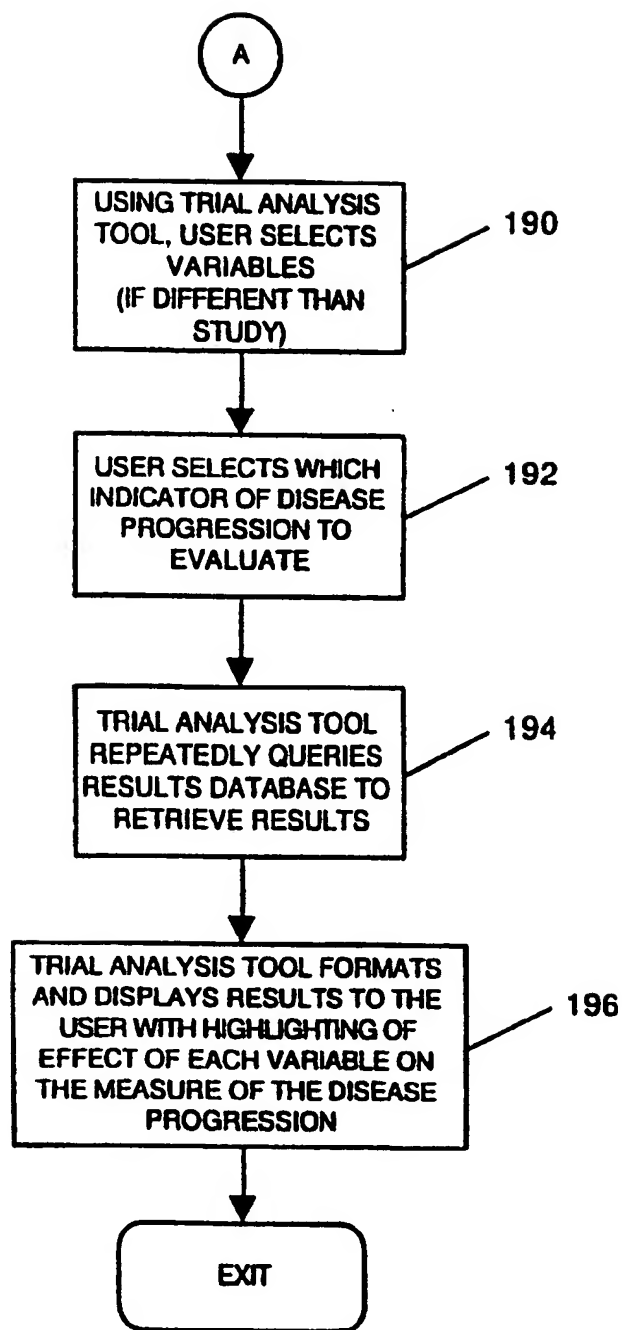 A
USING TRIAL ANALYSIS
TOOL, USER SELECTS
VARIABLES
(IF DIFFERENT THAN
STUDY)
190
USER SELECTS WHICH
INDICATOR OF DISEASE
PROGRESSION TO
EVALUATE
192
TRIAL ANALYSIS TOOL
REPEATEDLY QUERIES
RESULTS DATABASE TO
RETRIEVE RESULTS
194
TRIAL ANALYSIS TOOL FORMATS
AND DISPLAYS RESULTS TO THE
USER WITH HIGHLIGHTING OF
EFFECT OF EACH VARIABLE ON
THE MEASURE OF THE DISEASE
PROGRESSION
196
EXIT